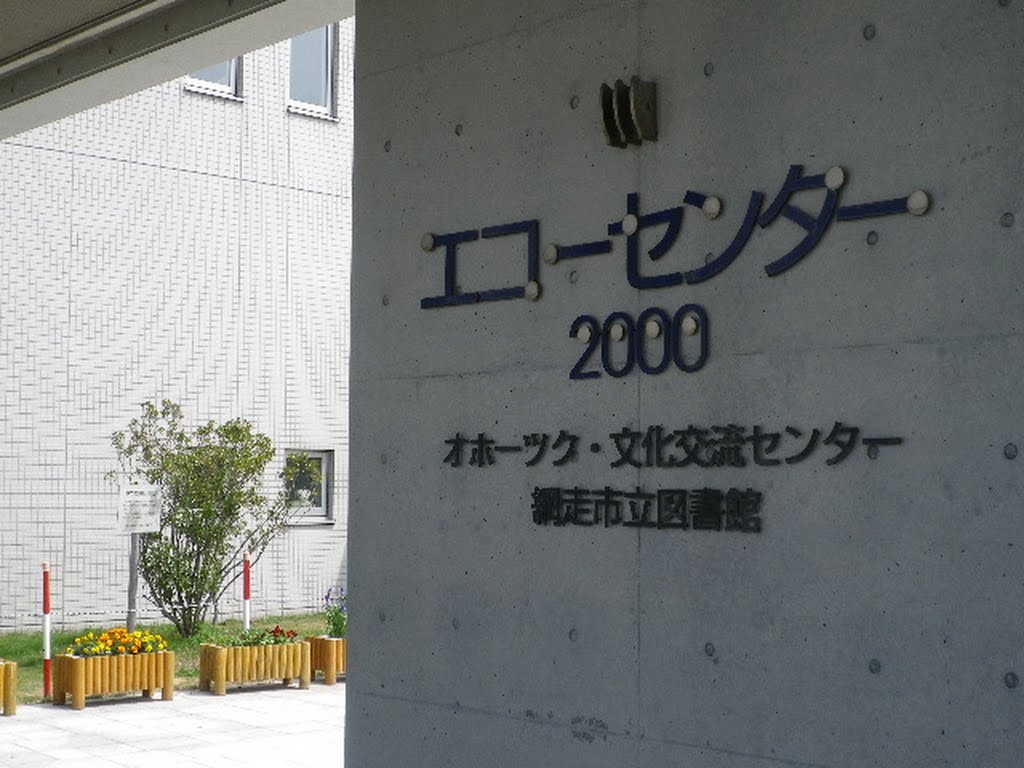 エコーセンター
2000
オホーツク・文化交流センター
網走市立図書館